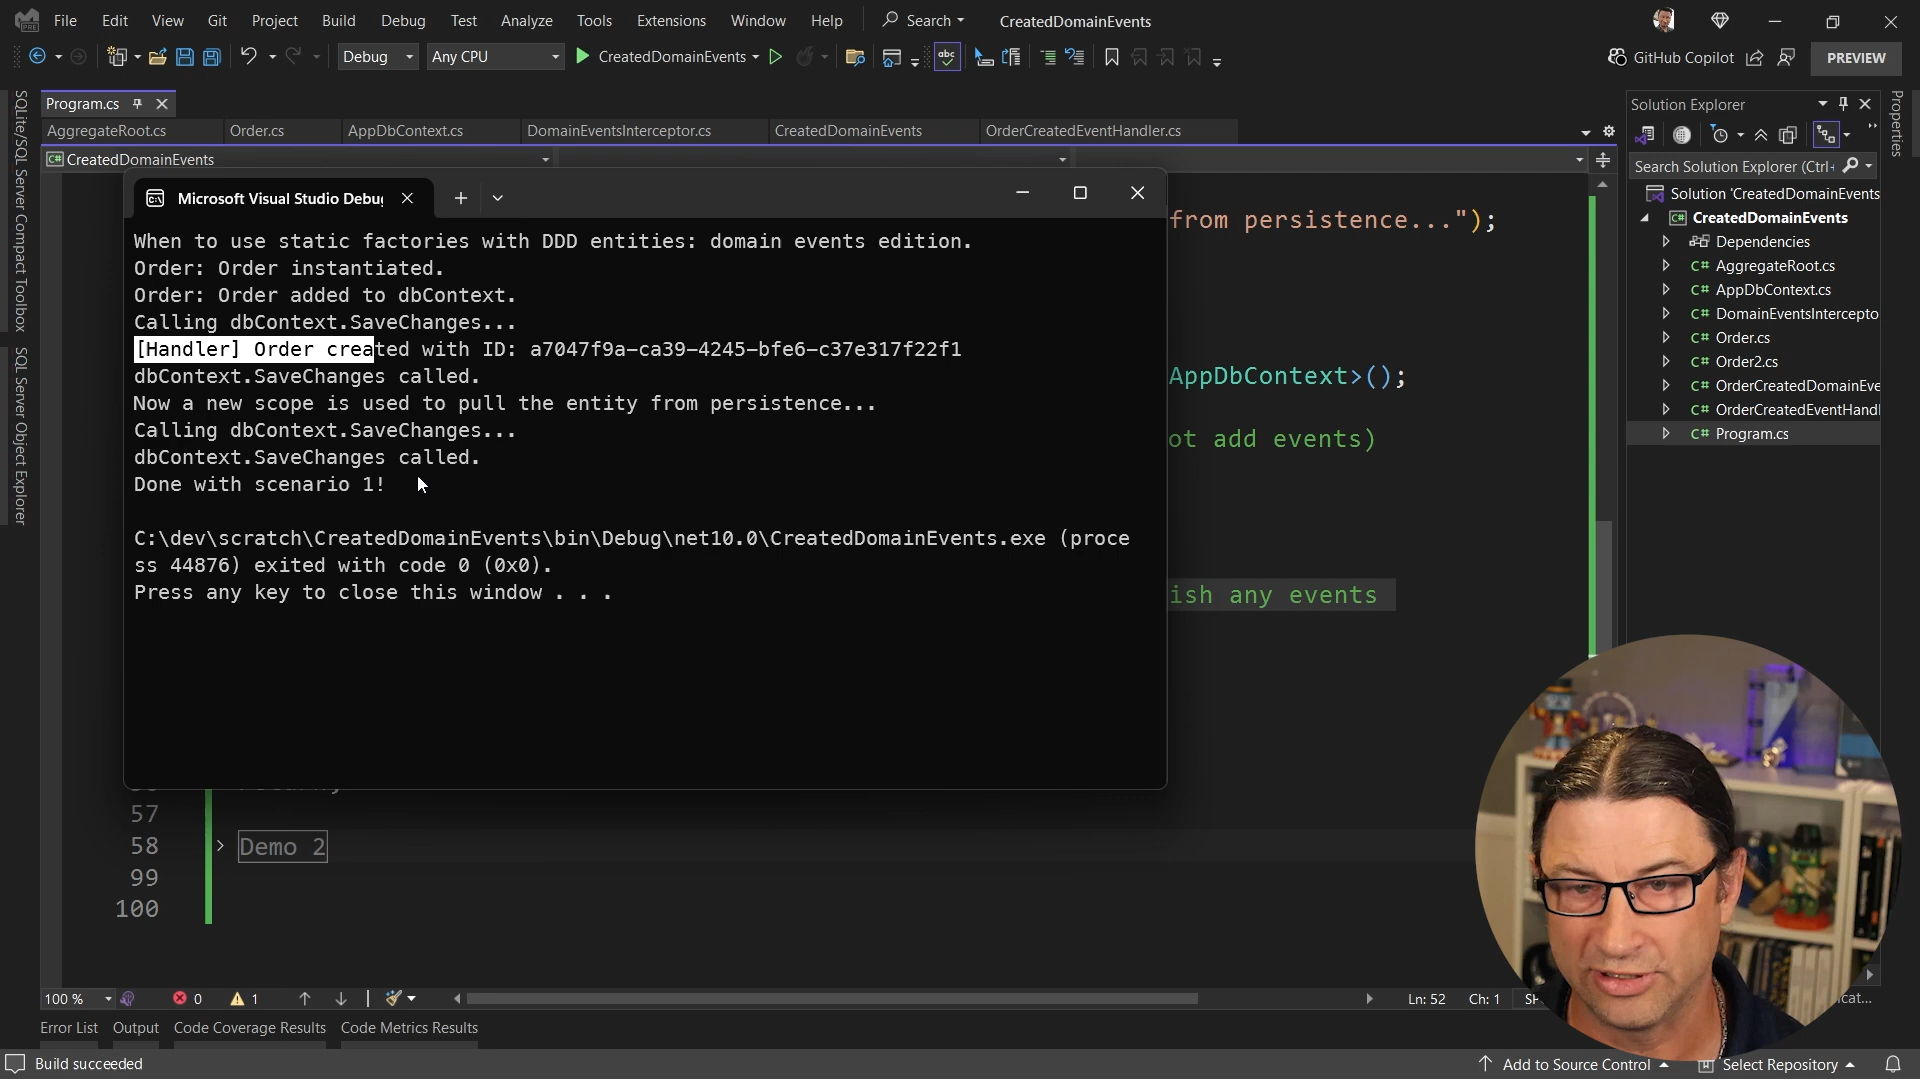 File Edit View Git Project Build Debug Test Analyze Tools Extensions Window Help Search CreatedDomainEvents
Debug Any CPU CreatedDomainEvents GitHub Copilot PREVIEW
Program.cs
AggregateRoot.cs Order.cs AppDbContext.cs DomainEventsInterceptor.cs CreatedDomainEvents OrderCreatedEventHandler.cs
C# CreatedDomainEvents
SQLite/SQL Server Compact Toolbox
SQL Server Object Explorer
Microsoft Visual Studio Debu
When to use static factories with DDD entities: domain events edition.
Order: Order instantiated.
Order: Order added to dbContext.
Calling dbContext.SaveChanges...
[Handler] Order created with ID: a7047f9a-ca39-4245-bfe6-c37e317f22f1
dbContext.SaveChanges called.
Now a new scope is used to pull the entity from persistence...
Calling dbContext.SaveChanges...
dbContext.SaveChanges called.
Done with scenario 1!
C:\dev\scratch\CreatedDomainEvents\bin\Debug\net10.0\CreatedDomainEvents.exe (proce
ss 44876) exited with code 0 (0x0).
Press any key to close this window . . .
from persistence...");
AppDbContext>();
ot add events)
ish any events
57
58 Demo 2
99
100
Solution Explorer
Search Solution Explorer (Ctrl+
Solution 'CreatedDomainEvents
C# CreatedDomainEvents
Dependencies
C# AggregateRoot.cs
C# AppDbContext.cs
C# DomainEventsIntercepto
C# Order.cs
C# Order2.cs
C# OrderCreatedDomainEve
C# OrderCreatedEventHandl
C# Program.cs
Properties
100 % 0 1 Ln: 52 Ch: 1
Error List Output Code Coverage Results Code Metrics Results
Build succeeded Add to Source Control Select Repository